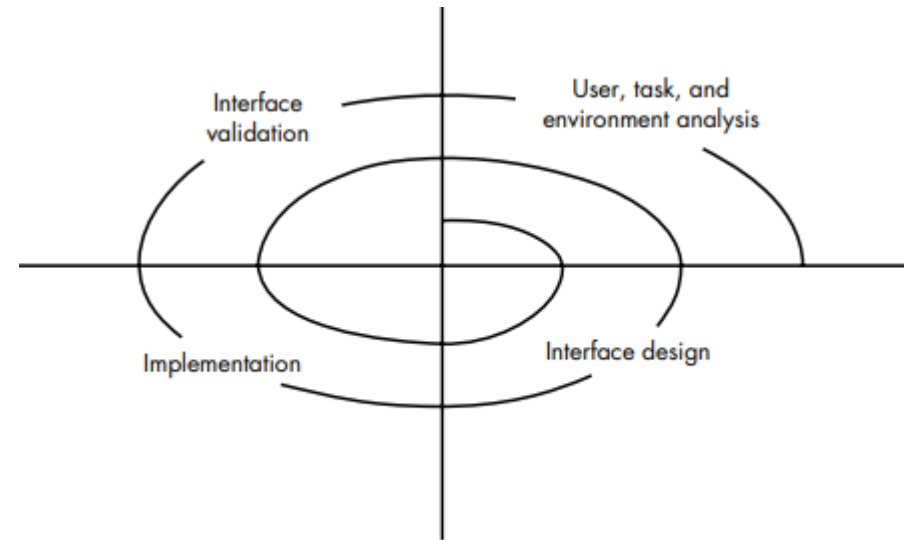 Interface
validation
User, task, and
environment analysis
Implementation
Interface design